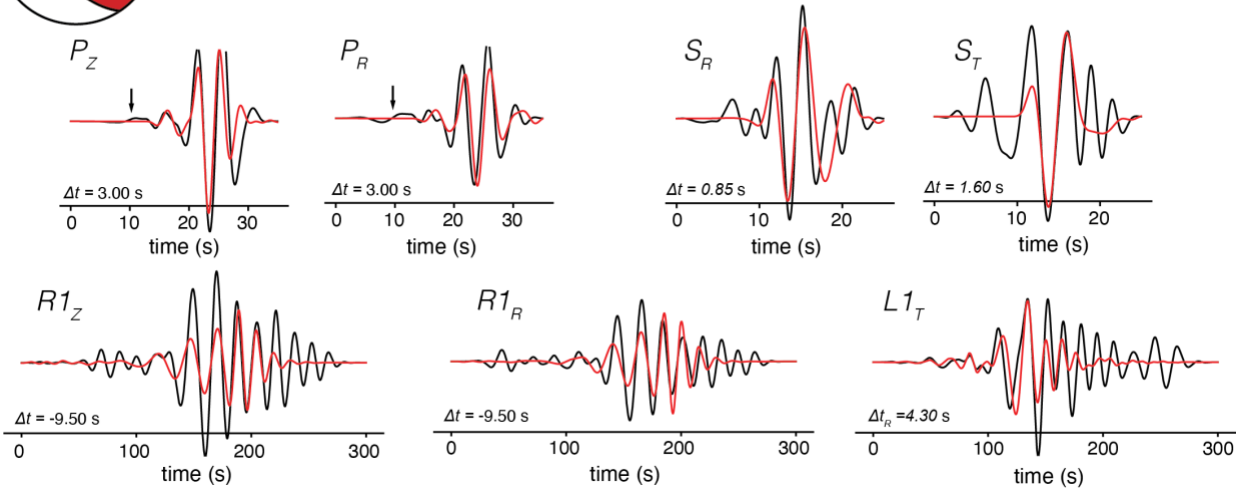 P_Z
P_R
S_R
S_T
Δt = 3.00 s
Δt = 3.00 s
Δt = 0.85 s
Δt = 1.60 s
0 10 20 30
0 10 20 30
0 10 20
0 10 20
time (s)
time (s)
time (s)
time (s)
R1_Z
R1_R
L1_T
Δt = -9.50 s
Δt = -9.50 s
Δt_R =4.30 s
0 100 200 300
0 100 200 300
0 100 200 300
time (s)
time (s)
time (s)